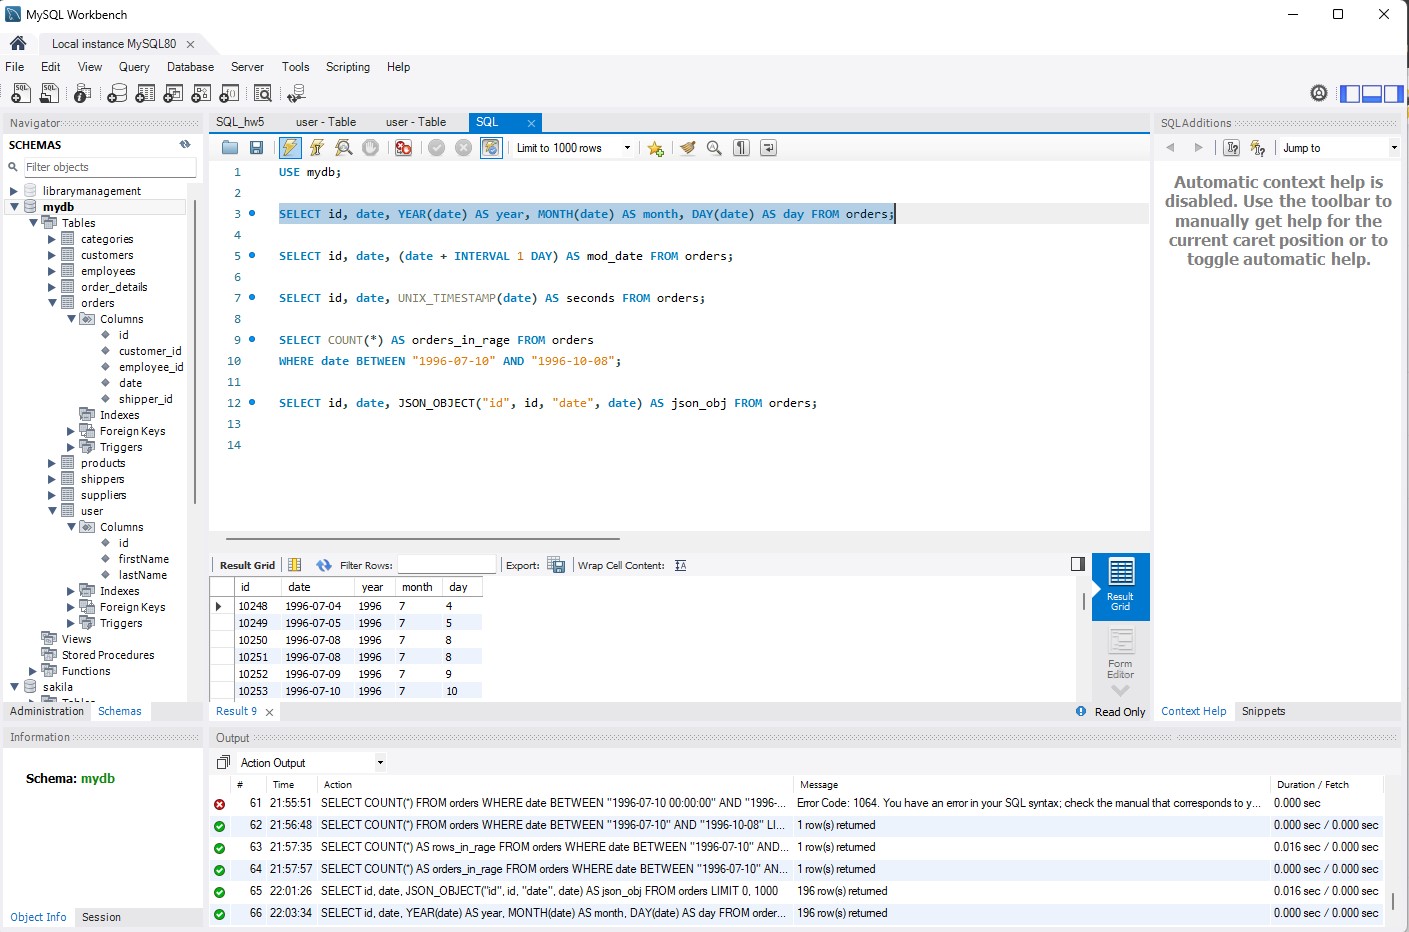 MySQL Workbench
Local instance MySQL80
File Edit View Query Database Server Tools Scripting Help
Navigator
SCHEMAS
Filter objects
librarymanagement
mydb
Tables
categories
customers
employees
order_details
orders
Columns
id
customer_id
employee_id
date
shipper_id
Indexes
Foreign Keys
Triggers
products
shippers
suppliers
user
Columns
id
firstName
lastName
Indexes
Foreign Keys
Triggers
Views
Stored Procedures
Functions
sakila
Tables
Administration Schemas
Information
Schema: mydb
Object Info Session
SQL_hw5 user - Table user - Table SQL
Limit to 1000 rows
1 USE mydb;
2
3 SELECT id, date, YEAR(date) AS year, MONTH(date) AS month, DAY(date) AS day FROM orders;
4
5 SELECT id, date, (date + INTERVAL 1 DAY) AS mod_date FROM orders;
6
7 SELECT id, date, UNIX_TIMESTAMP(date) AS seconds FROM orders;
8
9 SELECT COUNT(*) AS orders_in_rage FROM orders
10 WHERE date BETWEEN "1996-07-10" AND "1996-10-08";
11
12 SELECT id, date, JSON_OBJECT("id", id, "date", date) AS json_obj FROM orders;
13
14
Result Grid Filter Rows: Export: Wrap Cell Content:
id date year month day
10248 1996-07-04 1996 7 4
10249 1996-07-05 1996 7 5
10250 1996-07-08 1996 7 8
10251 1996-07-08 1996 7 8
10252 1996-07-09 1996 7 9
10253 1996-07-10 1996 7 10
Result
Grid
Form
Editor
Result 9
Read Only
SQLAdditions
Jump to
Automatic context help is
disabled. Use the toolbar to
manually get help for the
current caret position or to
toggle automatic help.
Context Help Snippets
Output
Action Output
# Time Action Message Duration / Fetch
61 21:55:51 SELECT COUNT(*) FROM orders WHERE date BETWEEN "1996-07-10 00:00:00" AND "1996-... Error Code: 1064. You have an error in your SQL syntax; check the manual that corresponds to y... 0.000 sec
62 21:56:48 SELECT COUNT(*) FROM orders WHERE date BETWEEN "1996-07-10" AND "1996-10-08" LI... 1 row(s) returned 0.000 sec / 0.000 sec
63 21:57:35 SELECT COUNT(*) AS rows_in_rage FROM orders WHERE date BETWEEN "1996-07-10" AND... 1 row(s) returned 0.016 sec / 0.000 sec
64 21:57:57 SELECT COUNT(*) AS orders_in_rage FROM orders WHERE date BETWEEN "1996-07-10" AN... 1 row(s) returned 0.000 sec / 0.000 sec
65 22:01:26 SELECT id, date, JSON_OBJECT("id", id, "date", date) AS json_obj FROM orders LIMIT 0, 1000 196 row(s) returned 0.016 sec / 0.000 sec
66 22:03:34 SELECT id, date, YEAR(date) AS year, MONTH(date) AS month, DAY(date) AS day FROM order... 196 row(s) returned 0.000 sec / 0.000 sec